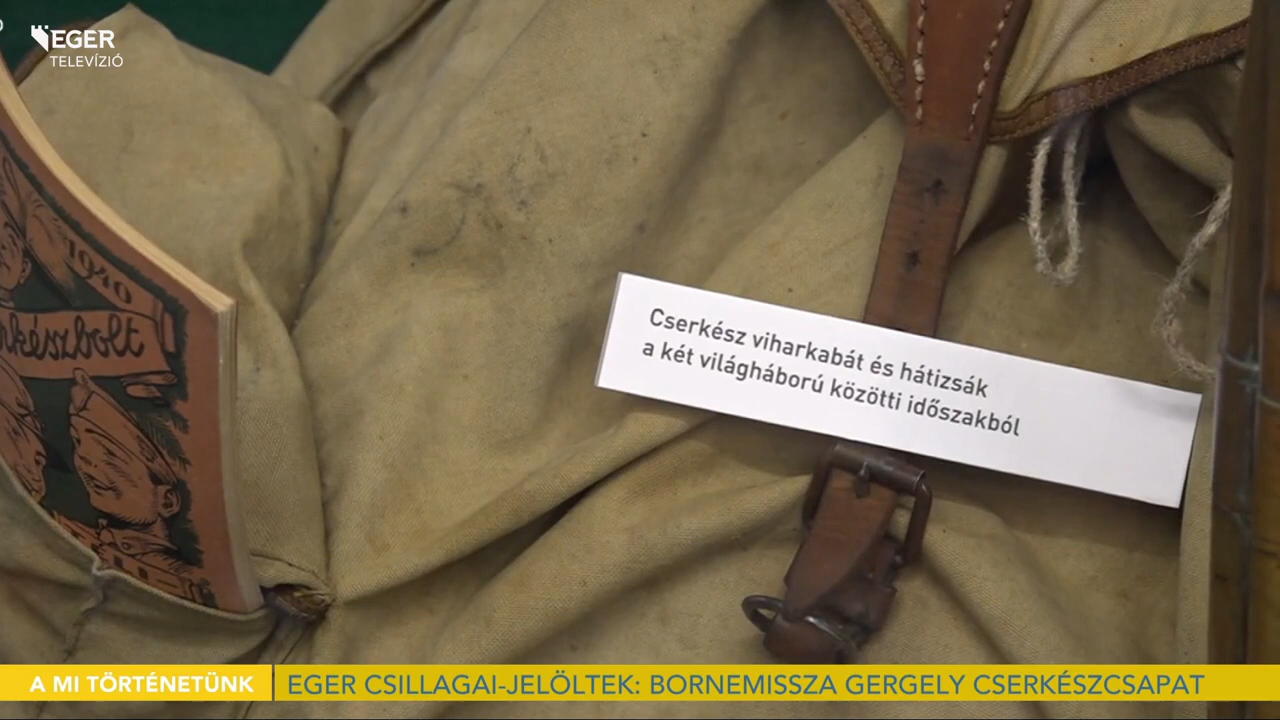 EGER
TELEVÍZIÓ
1940
Cserkész viharkabát és hátizsák
a két világháború közötti időszakból
A MI TÖRTÉNETÜNK
EGER CSILLAGAI-JELÖLTEK: BORNEMISSZA GERGELY CSERKÉSZCSAPAT